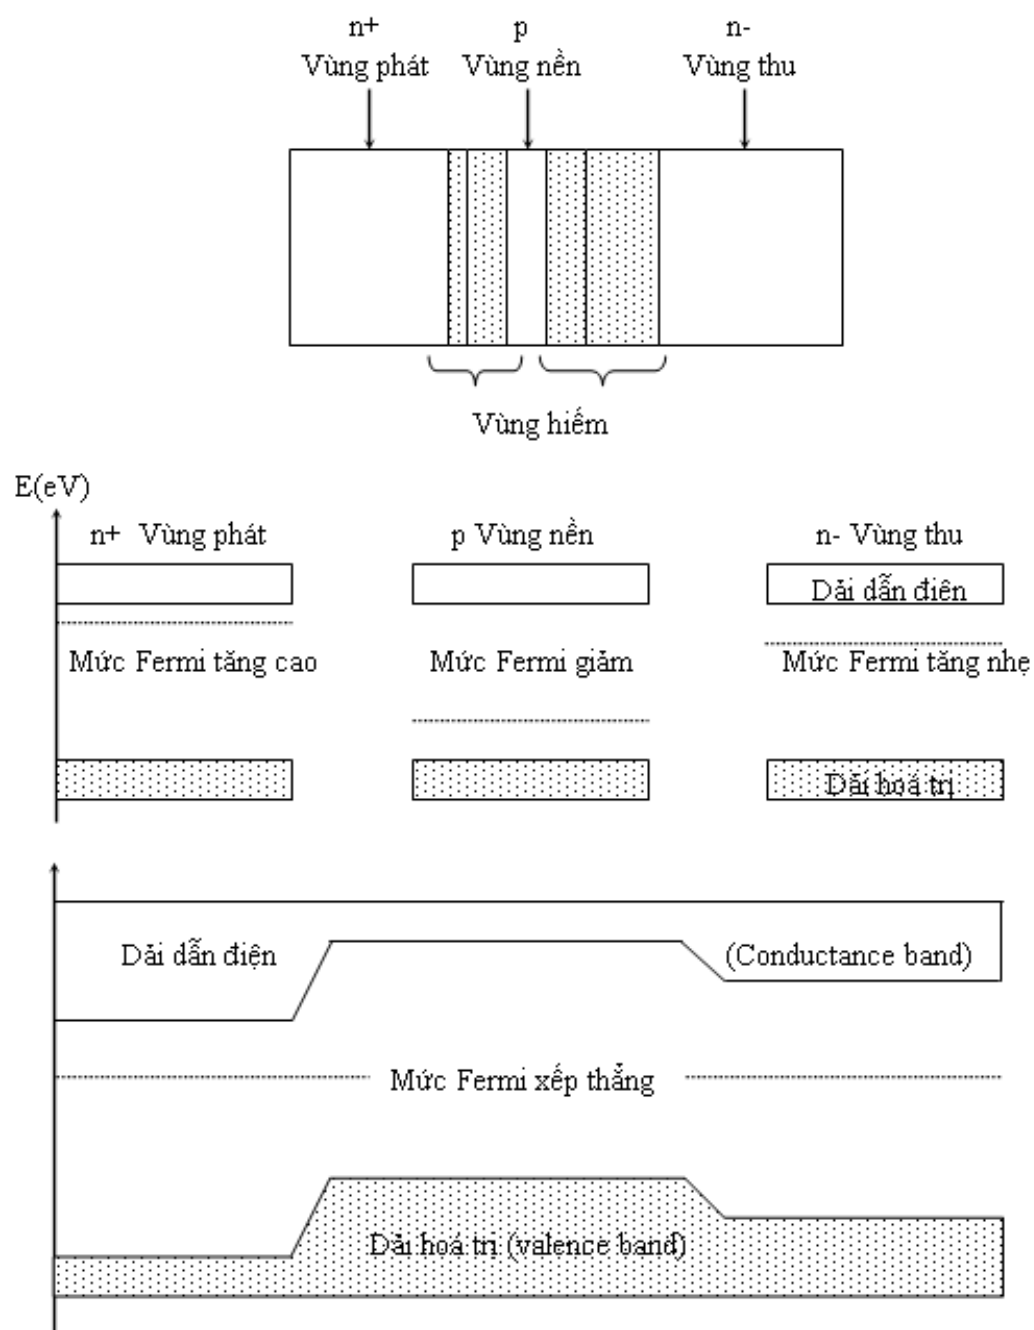 n+
Vùng phát
p
Vùng nền
n-
Vùng thu
Vùng hiếm
E(eV)
n+ Vùng phát
p Vùng nền
n- Vùng thu
Dải dẫn điên
Mức Fermi tăng cao
Mức Fermi giảm
Mức Fermi tăng nhẹ
Dải hoá trị
Dải dẫn điện
(Conductance band)
Mức Fermi xếp thẳng
Dải hoá trị (valence band)